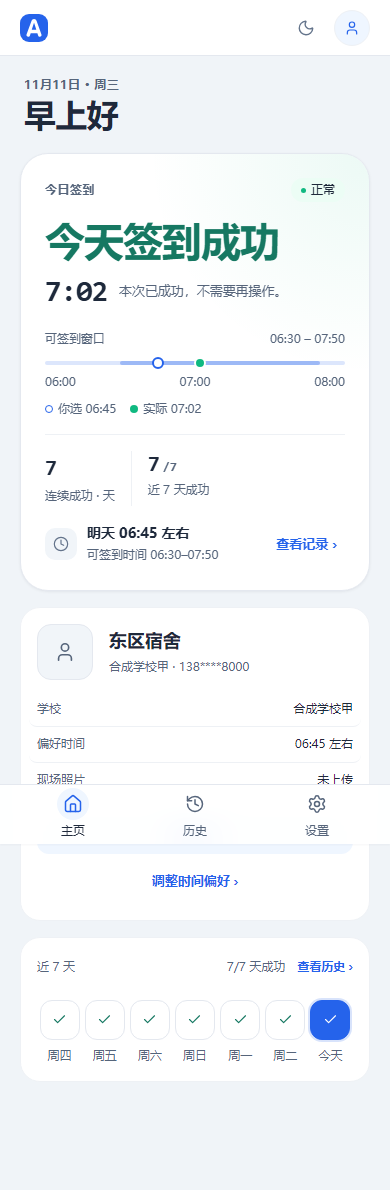 A
11月11日 • 周三
早上好
今日签到
正常
今天签到成功
7:02 本次已成功，不需要再操作。
可签到窗口 06:30 – 07:50
06:00 07:00 08:00
你选 06:45 实际 07:02
7 7 /7
连续成功 · 天 近 7 天成功
明天 06:45 左右
可签到时间 06:30–07:50
查看记录 ›
东区宿舍
合成学校甲 · 138****8000
学校 合成学校甲
偏好时间 06:45 左右
现场照片 未上传
主页 历史 设置
调整时间偏好 ›
近 7 天 7/7 天成功 查看历史 ›
周四 周五 周六 周日 周一 周二 今天